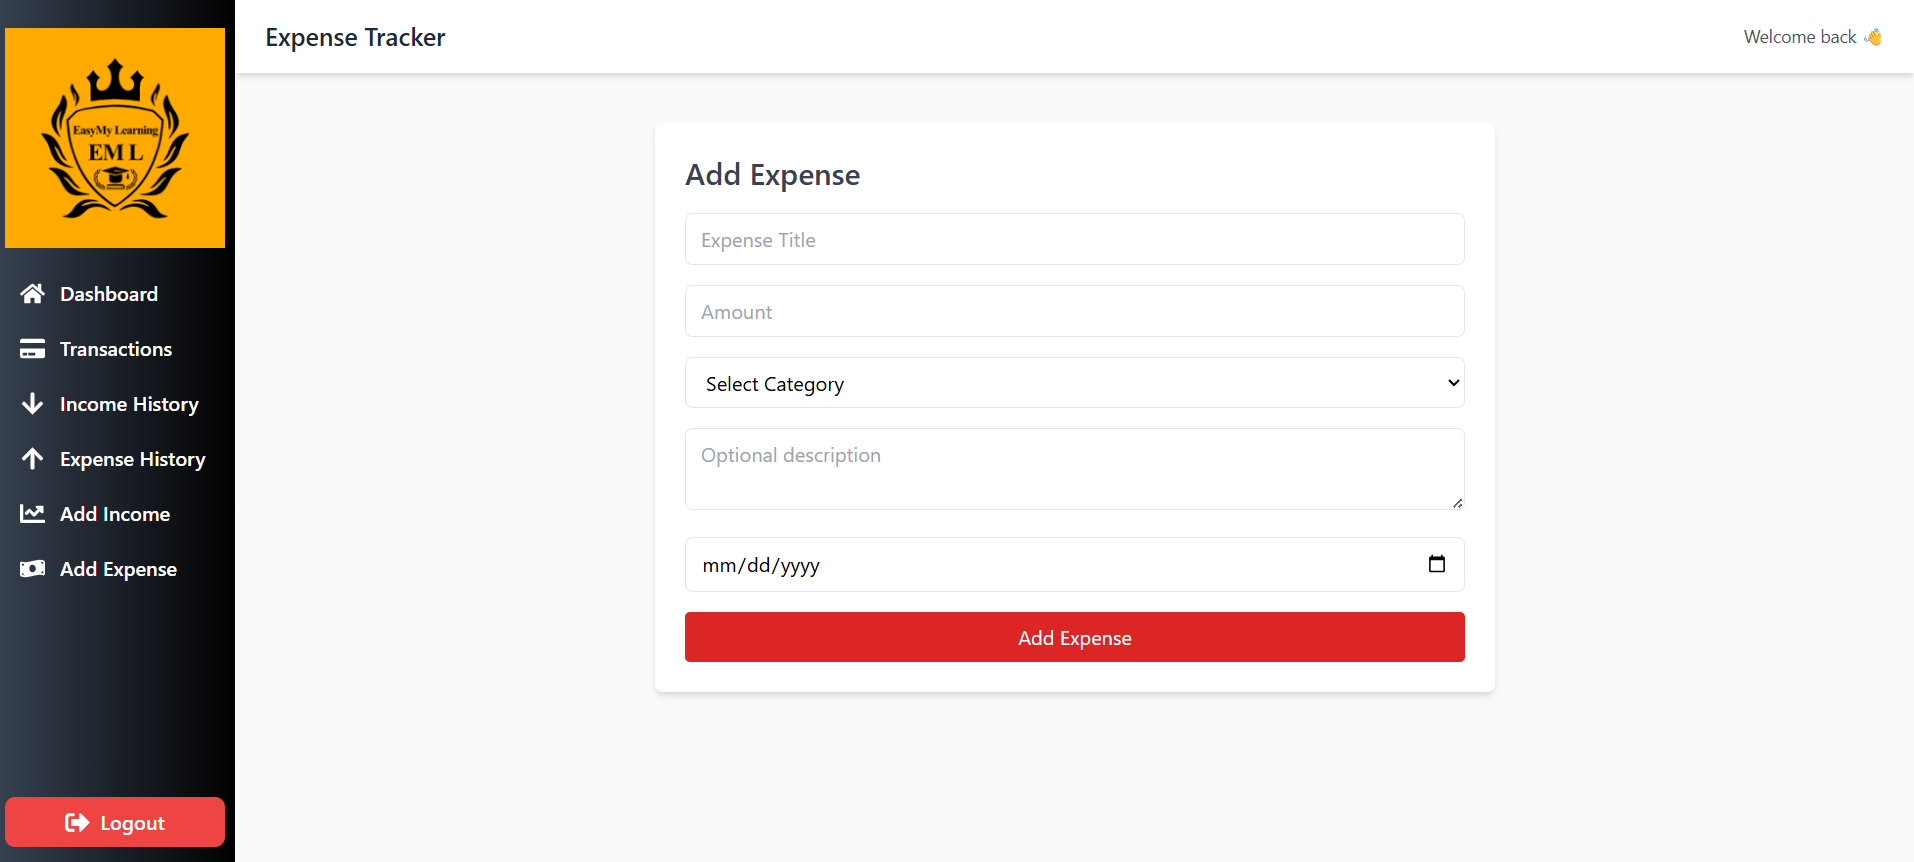 EasyMy Learning
EML
Dashboard
Transactions
Income History
Expense History
Add Income
Add Expense
Logout
Expense Tracker
Welcome back 👋
Add Expense
Expense Title
Amount
Select Category
Optional description
mm/dd/yyyy
Add Expense